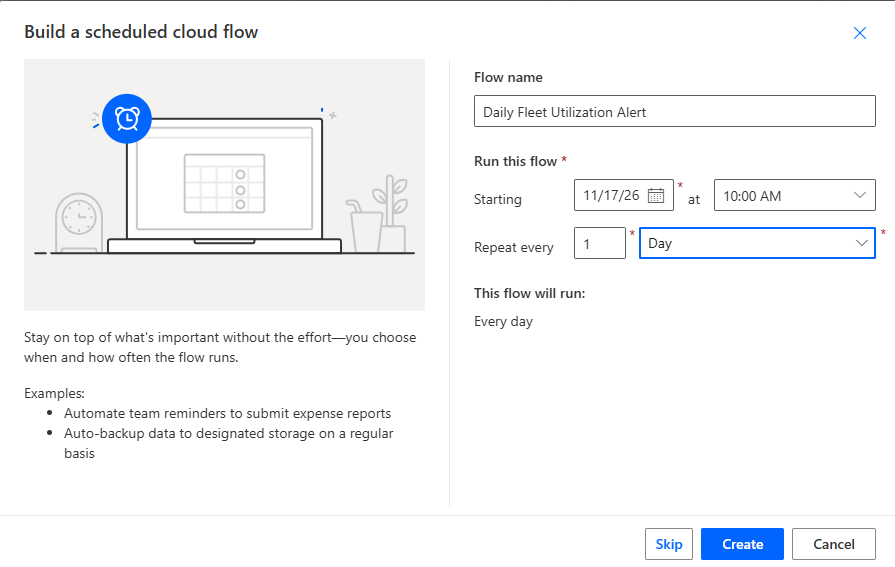 Build a scheduled cloud flow
Stay on top of what's important without the effort—you choose
when and how often the flow runs.
Examples:
• Automate team reminders to submit expense reports
• Auto-backup data to designated storage on a regular
basis
Flow name
Daily Fleet Utilization Alert
Run this flow *
Starting 11/17/26 * at 10:00 AM
Repeat every 1 * Day *
This flow will run:
Every day
Skip Create Cancel